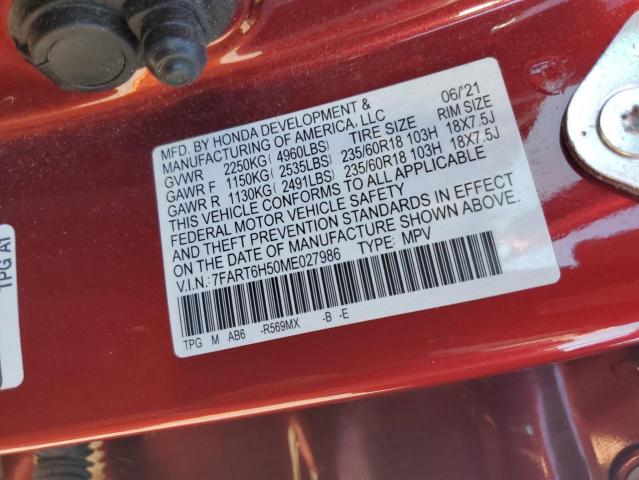 MFD. BY HONDA DEVELOPMENT & 06/'21
MANUFACTURING OF AMERICA, LLC
GVWR 2250KG( 4960LBS) TIRE SIZE RIM SIZE
GAWR F 1150KG( 2535LBS) 235/60R18 103H 18X7.5J
GAWR R 1130KG( 2491LBS) 235/60R18 103H 18X7.5J
THIS VEHICLE CONFORMS TO ALL APPLICABLE
FEDERAL MOTOR VEHICLE SAFETY
AND THEFT PREVENTION STANDARDS IN EFFECT
ON THE DATE OF MANUFACTURE SHOWN ABOVE.
V.I.N.: 7FART6H50ME027986 TYPE: MPV
TPG M AB6 -R569MX -B -E
TPG A1